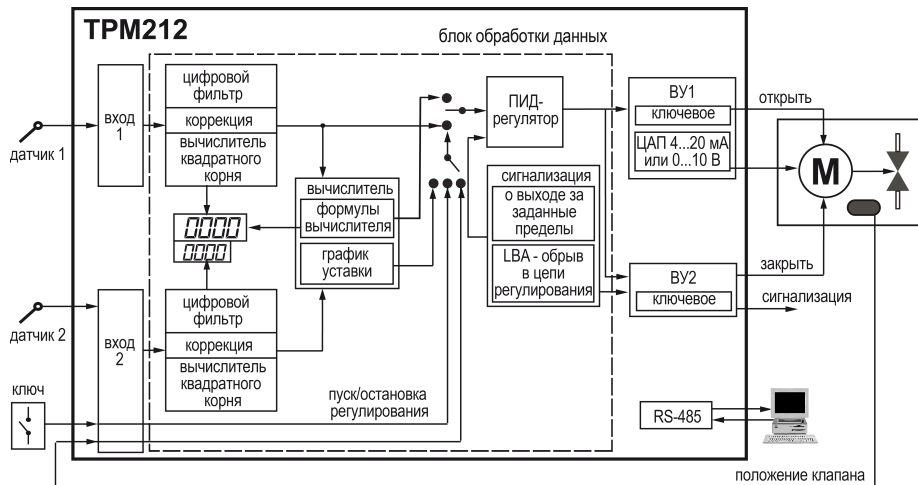 ТРМ212
блок обработки данных
датчик 1
вход
1
цифровой
фильтр
коррекция
вычислитель
квадратного
корня
0000
0000
вычислитель
формулы
вычислителя
график
уставки
ПИД-
регулятор
сигнализация
о выходе за
заданные
пределы
LBA - обрыв
в цепи
регулирования
ВУ1
ключевое
ЦАП 4...20 мА
или 0...10 В
открыть
М
закрыть
ВУ2
ключевое
сигнализация
датчик 2
вход
2
цифровой
фильтр
коррекция
вычислитель
квадратного
корня
ключ
пуск/остановка
регулирования
RS-485
положение клапана